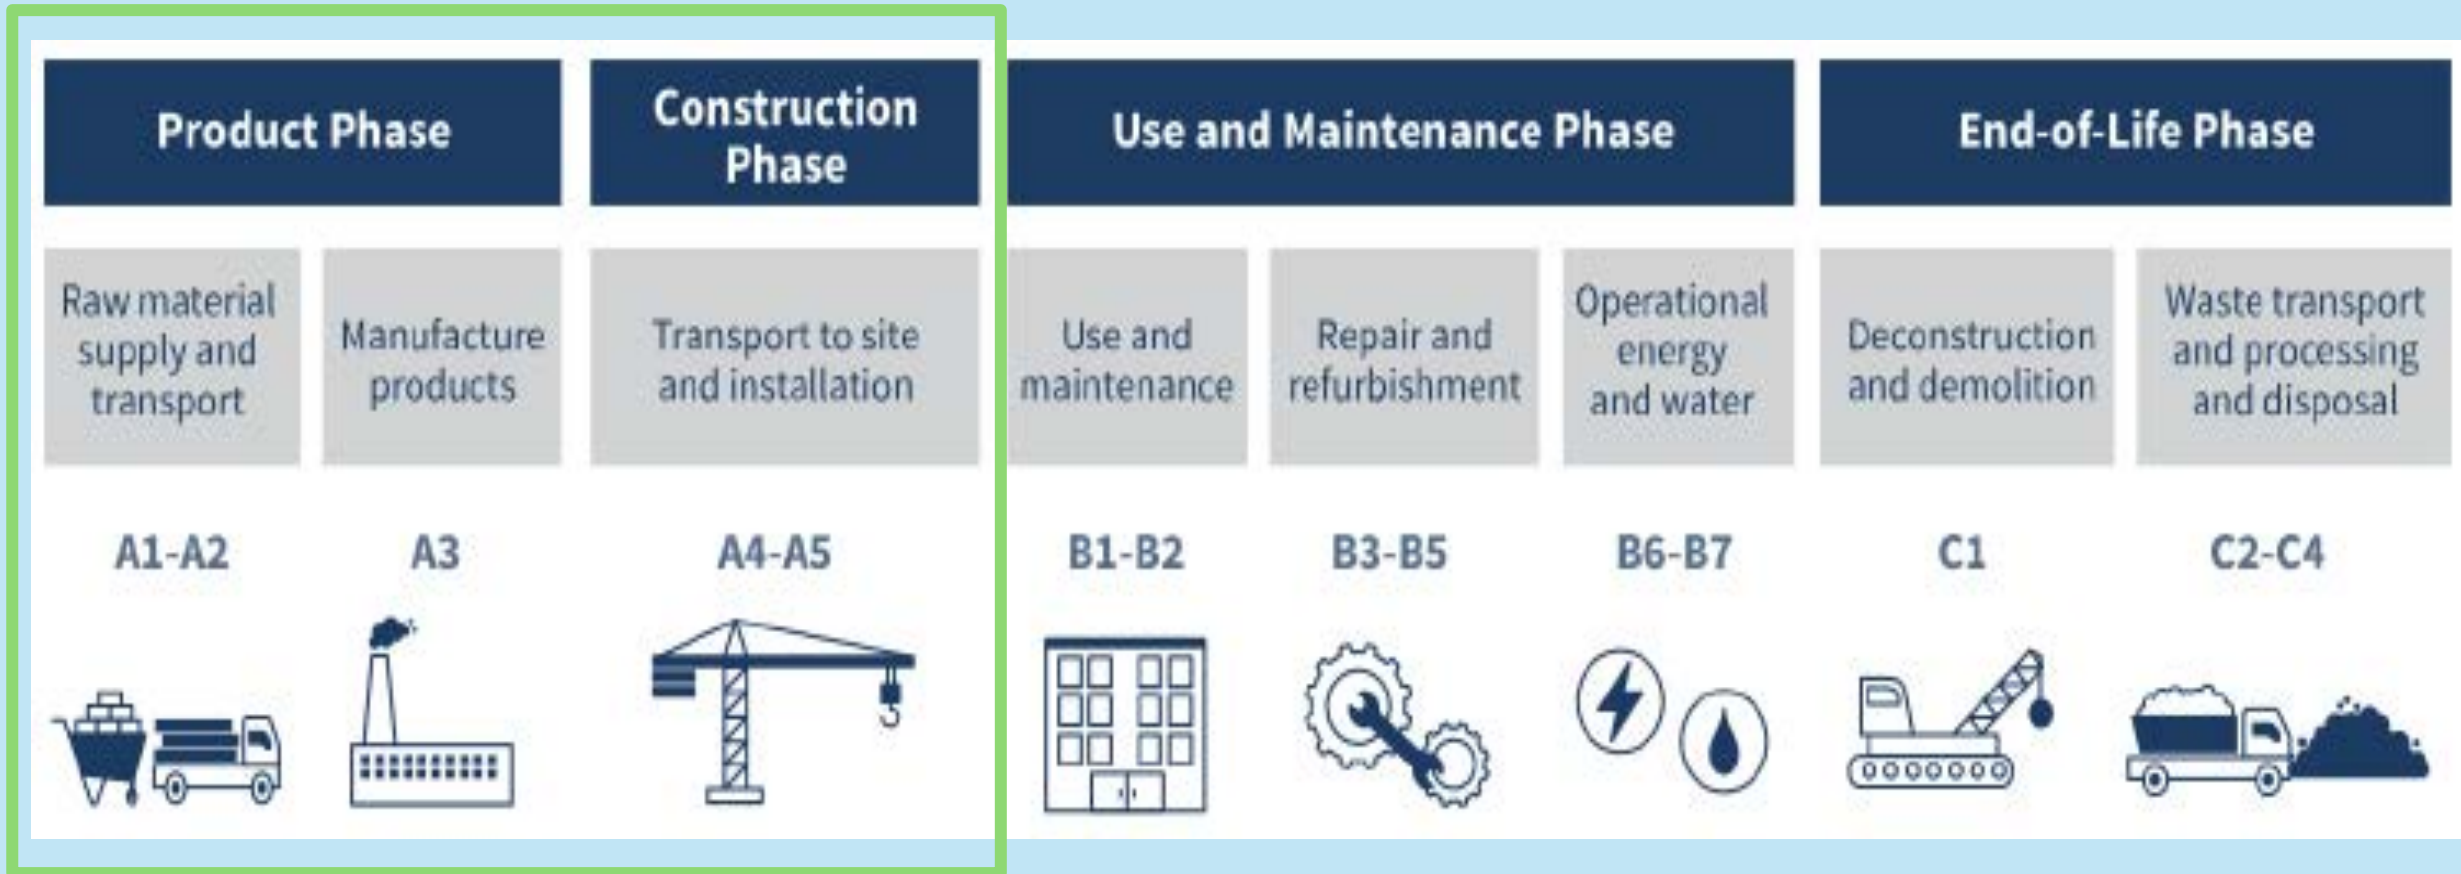 Product Phase
Construction
Phase
Use and Maintenance Phase
End-of-Life Phase
Raw material
supply and
transport
Manufacture
products
Transport to site
and installation
Use and
maintenance
Repair and
refurbishment
Operational
energy
and water
Deconstruction
and demolition
Waste transport
and processing
and disposal
A1-A2
A3
A4-A5
B1-B2
B3-B5
B6-B7
C1
C2-C4